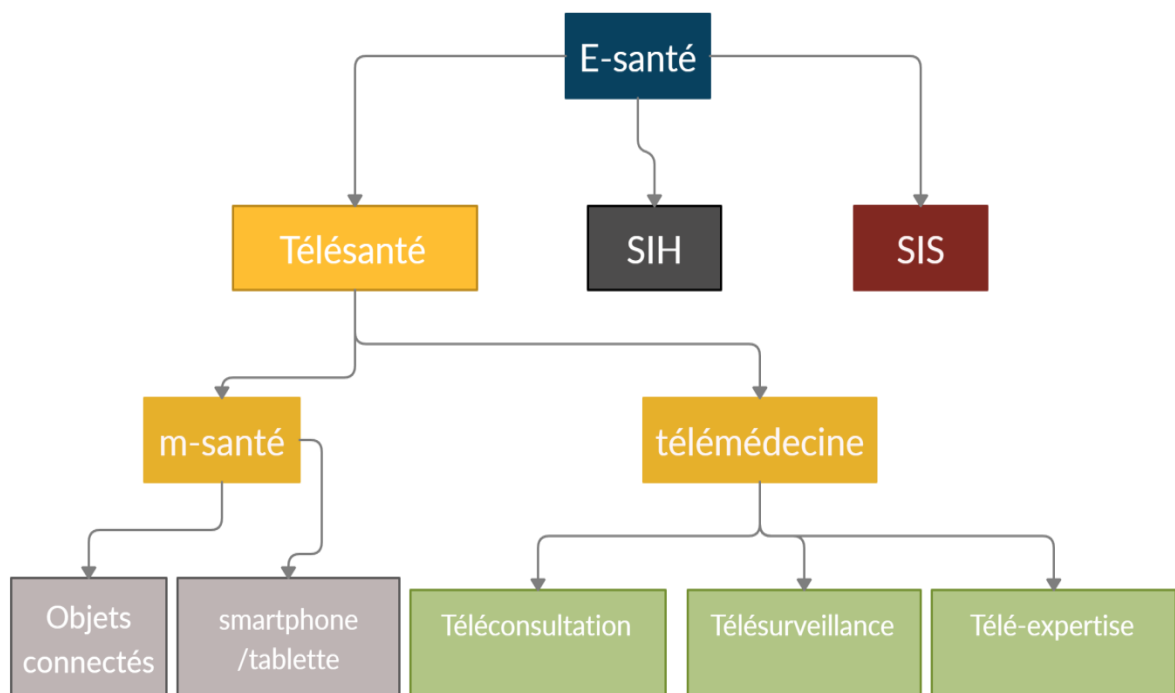 E-santé
Télésanté
SIH
SIS
m-santé
télémédecine
Objets
connectés
smartphone
/tablette
Téléconsultation
Télésurveillance
Télé-expertise